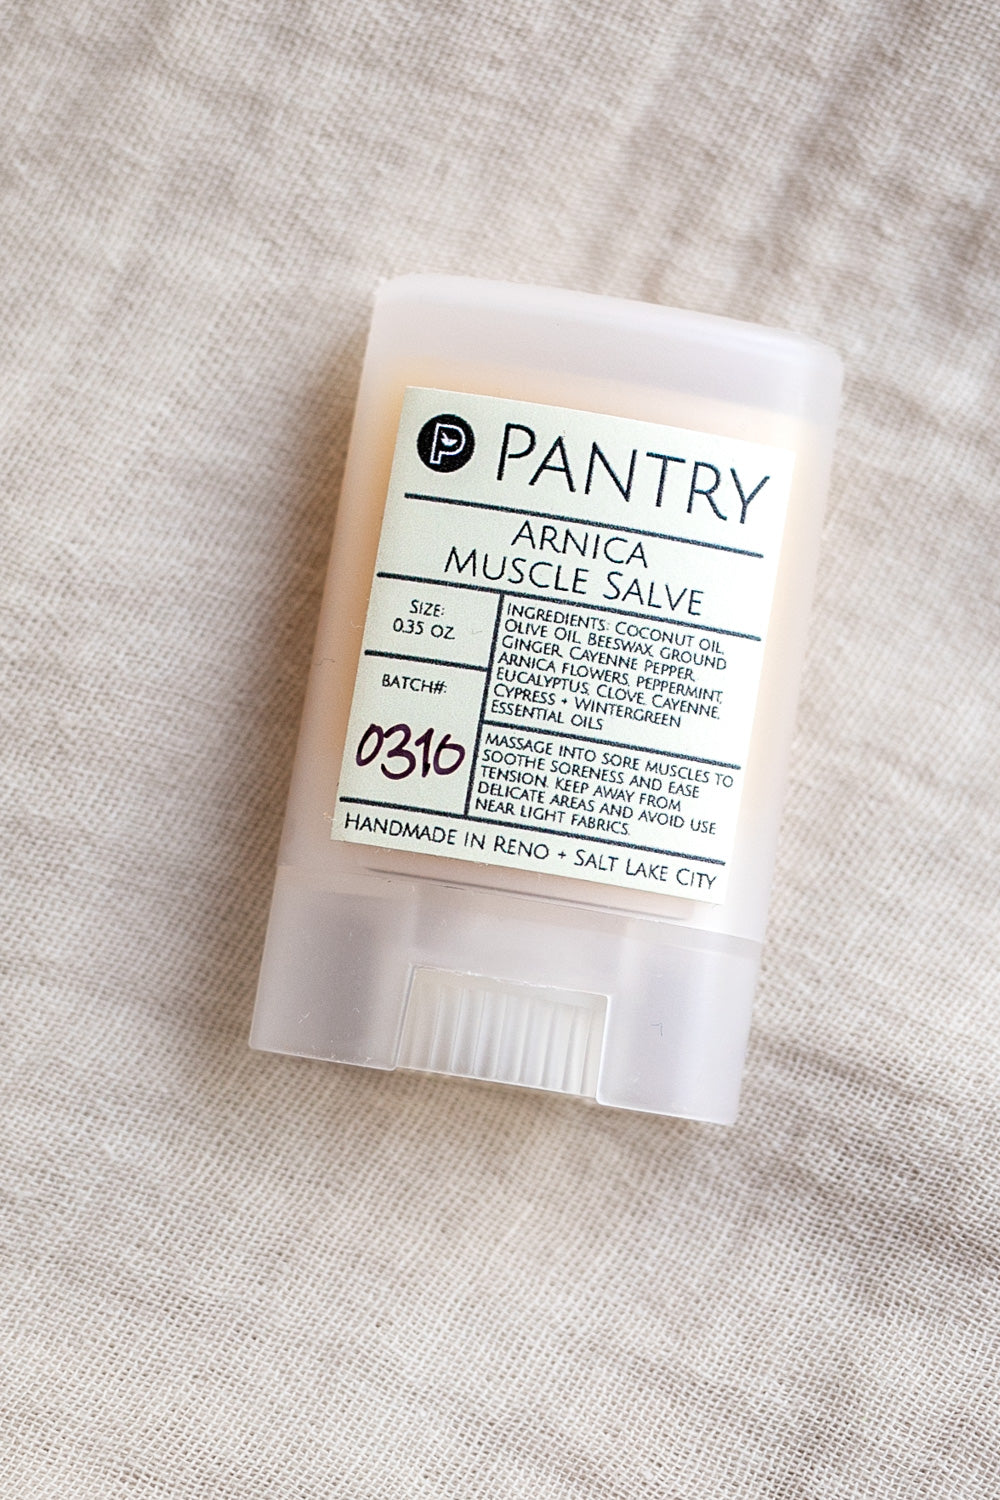 P PANTRY
ARNICA
MUSCLE SALVE
SIZE:
0.35 OZ
BATCH#:
0316
INGREDIENTS: COCONUT OIL,
OLIVE OIL, BEESWAX, GROUND
GINGER, CAYENNE PEPPER,
ARNICA FLOWERS, PEPPERMINT,
EUCALYPTUS, CLOVE, CAYENNE,
CYPRESS + WINTERGREEN
ESSENTIAL OILS
MASSAGE INTO SORE MUSCLES TO
SOOTHE SORENESS AND EASE
TENSION. KEEP AWAY FROM
DELICATE AREAS AND AVOID USE
NEAR LIGHT FABRICS.
HANDMADE IN RENO + SALT LAKE CITY